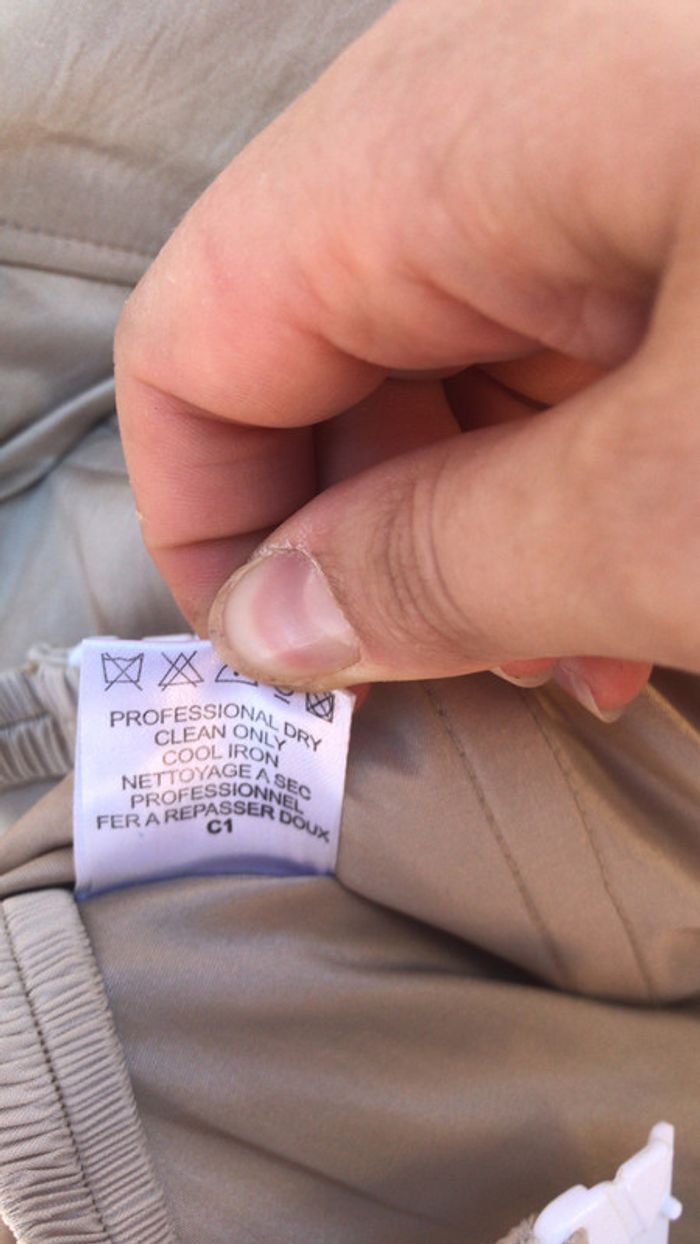 PROFESSIONAL DRY
CLEAN ONLY
COOL IRON
NETTOYAGE A SEC
PROFESSIONNEL
FER A REPASSER DOUX
C1